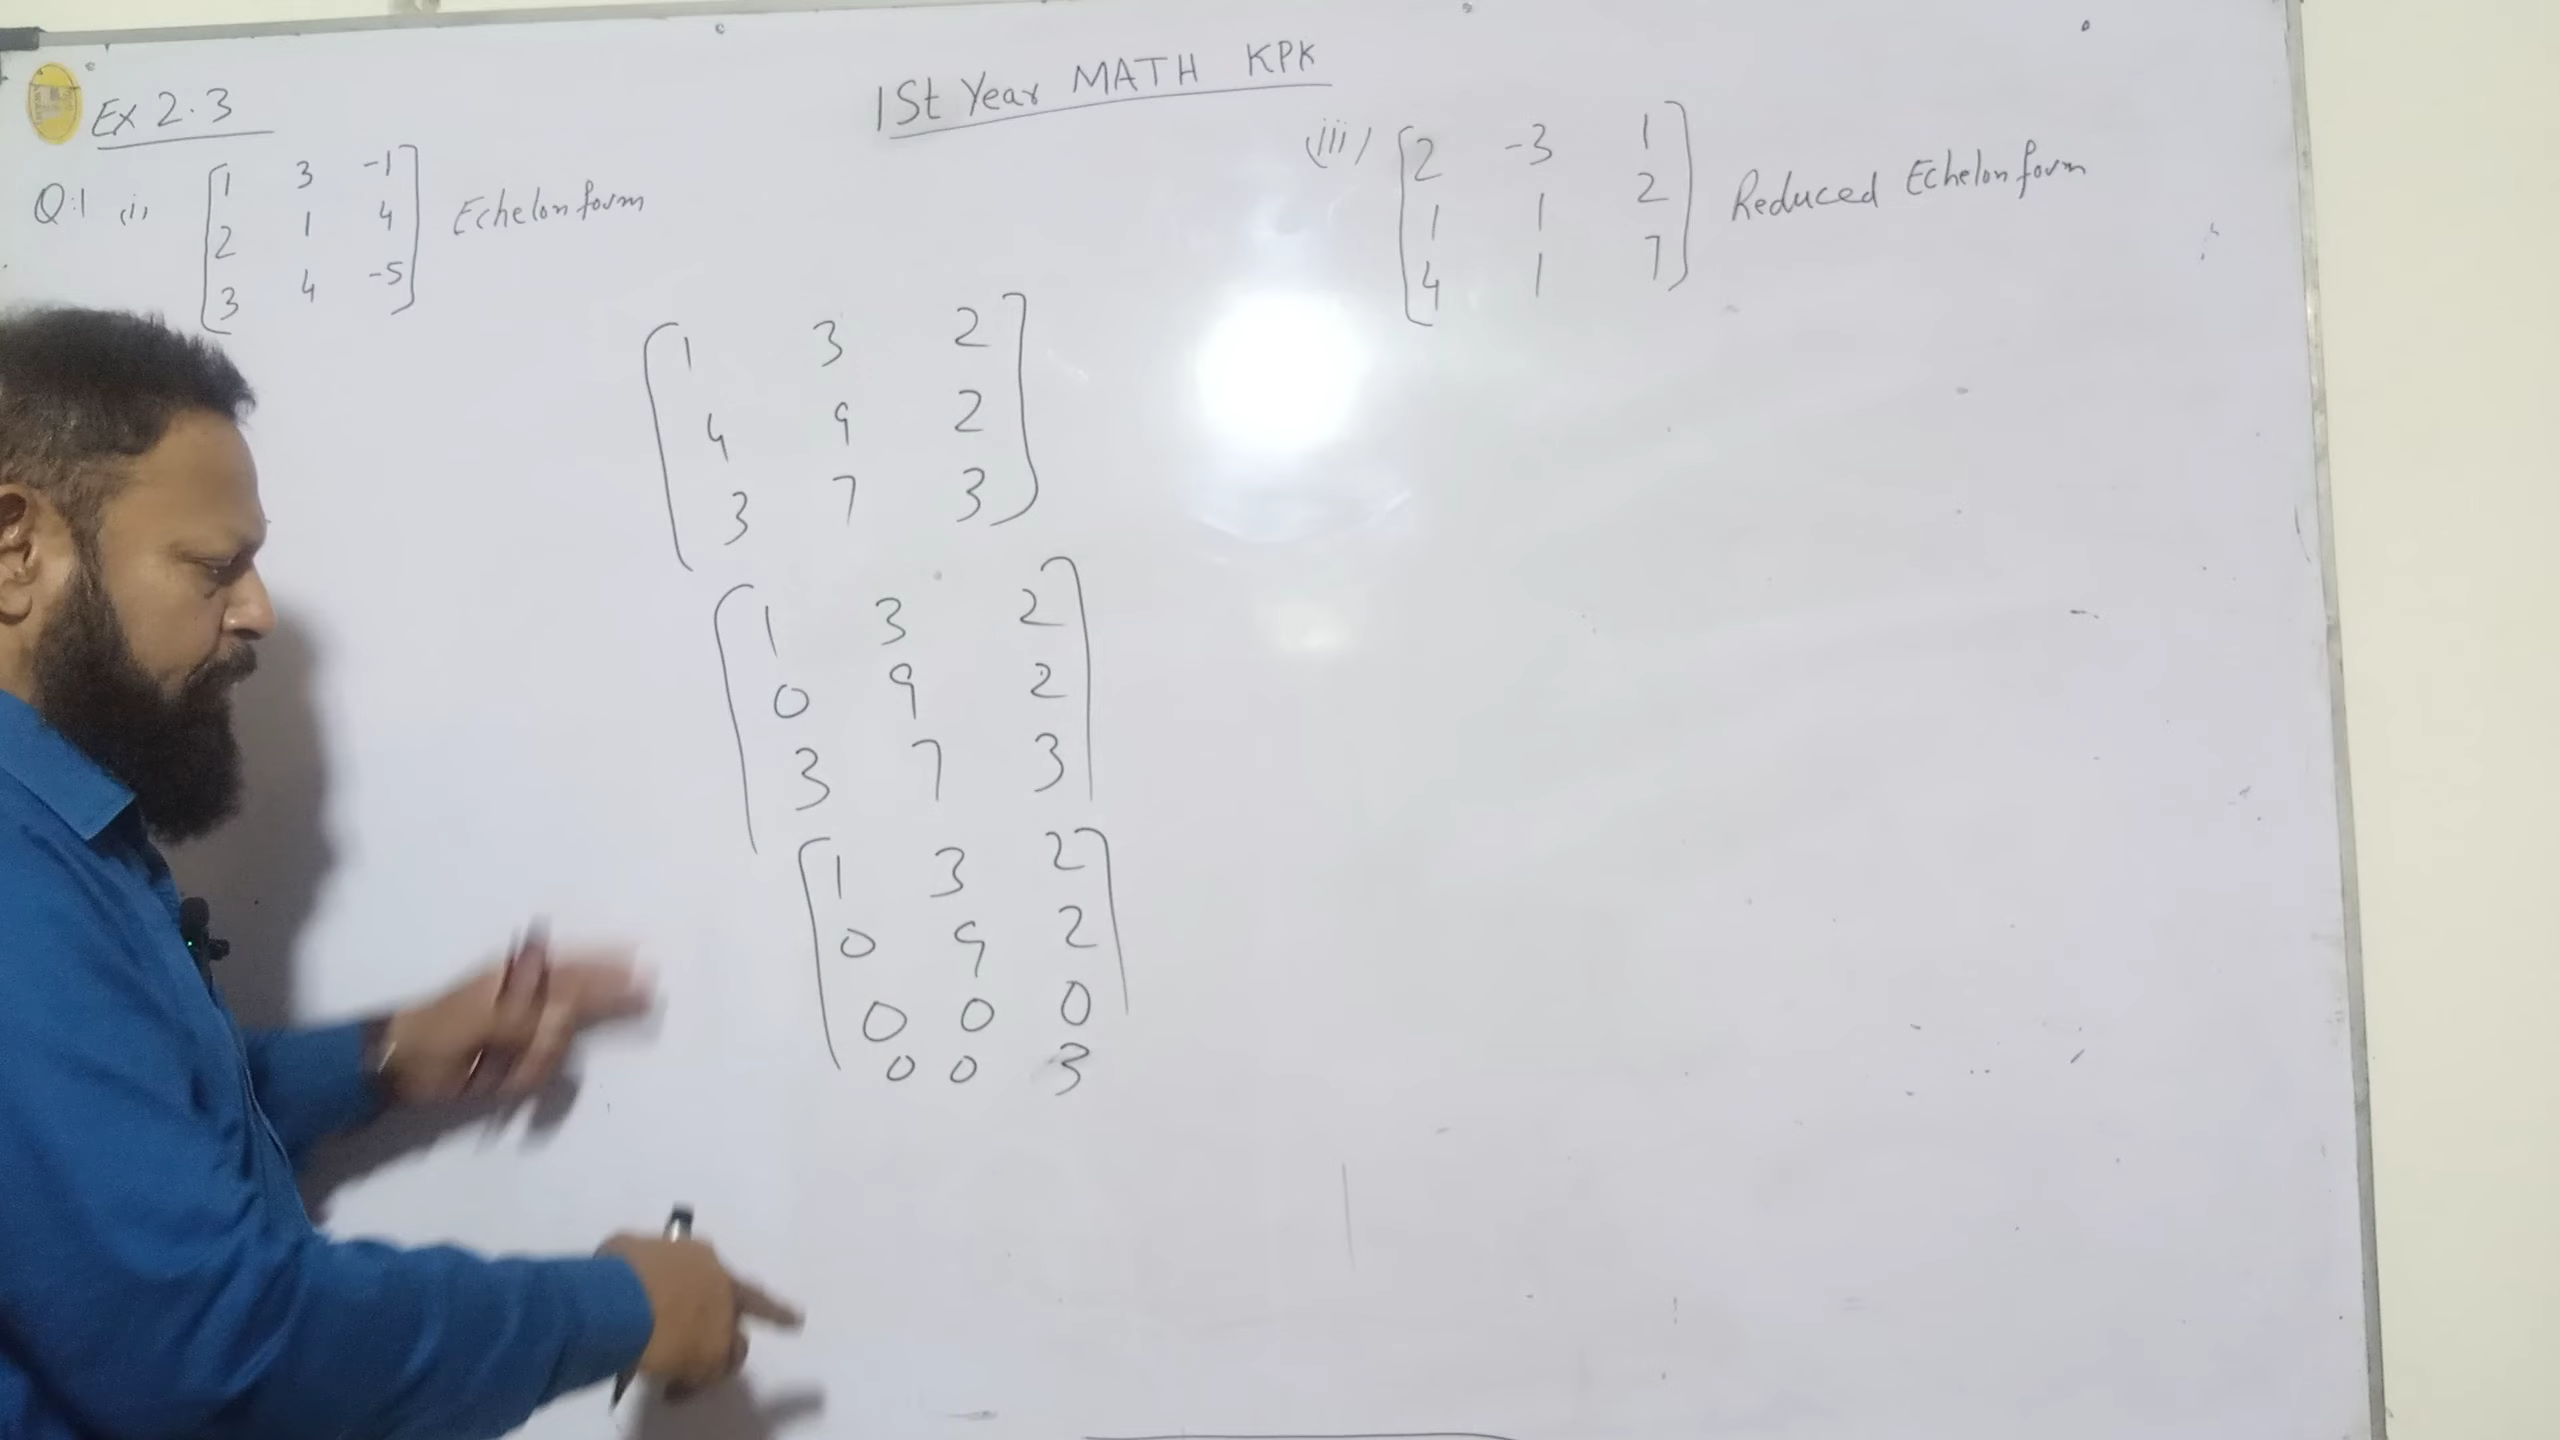 1st Year MATH KPK
Ex 2.3
Q:1 (i) [1 3 -1
2 1 4
3 4 -5] Echelon form
(iii) [2 -3 1
1 1 2
4 1 7] Reduced Echelon form
[1 3 2
4 9 2
3 7 3]
[1 3 2
0 9 2
3 7 3
[1 3 2
0 9 2
0 0 0
0 0 3